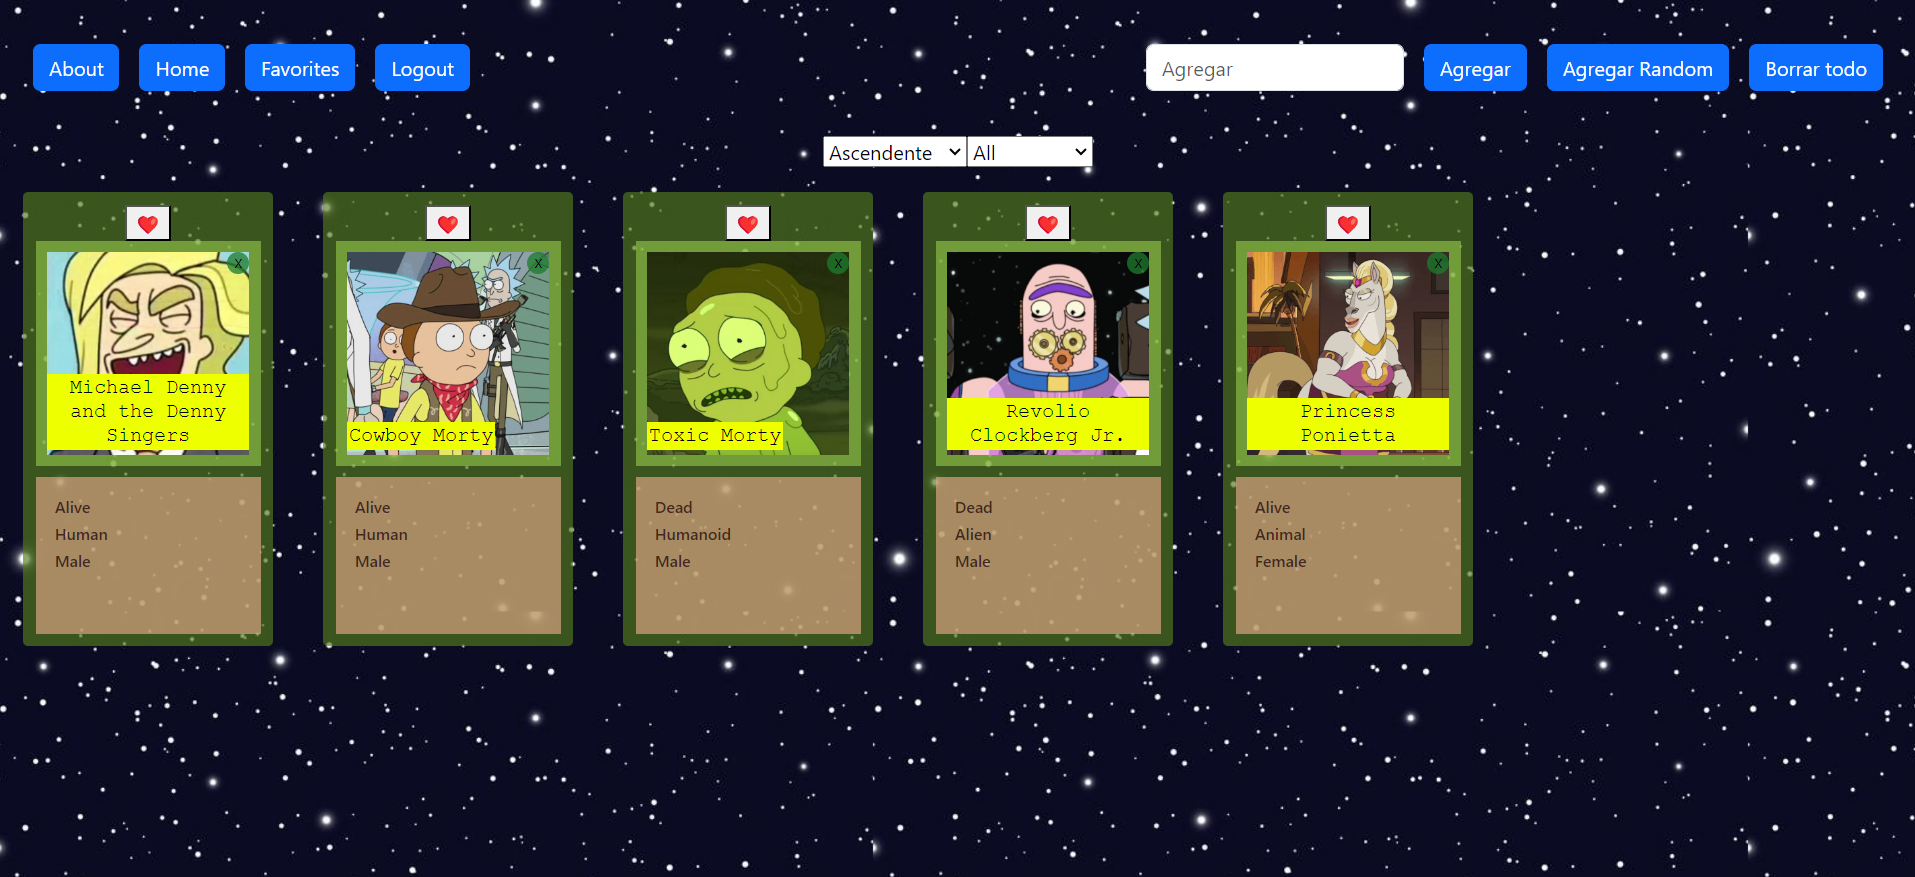 About Home Favorites Logout Agregar Agregar Agregar Random Borrar todo
Ascendente All
X
Michael Denny
and the Denny
Singers
Alive
Human
Male
X
Cowboy Morty
Alive
Human
Male
X
Toxic Morty
Dead
Humanoid
Male
X
Revolio
Clockberg Jr.
Dead
Alien
Male
X
Princess
Ponietta
Alive
Animal
Female